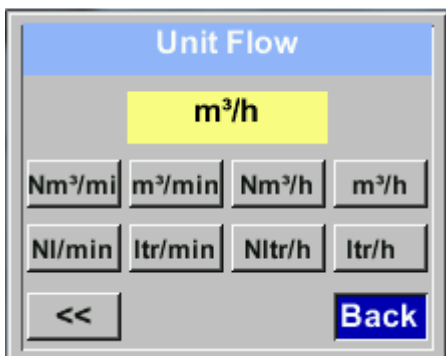 Unit Flow
m³/h
Nm³/mi m³/min Nm³/h m³/h
Nl/min ltr/min Nltr/h ltr/h
<< Back